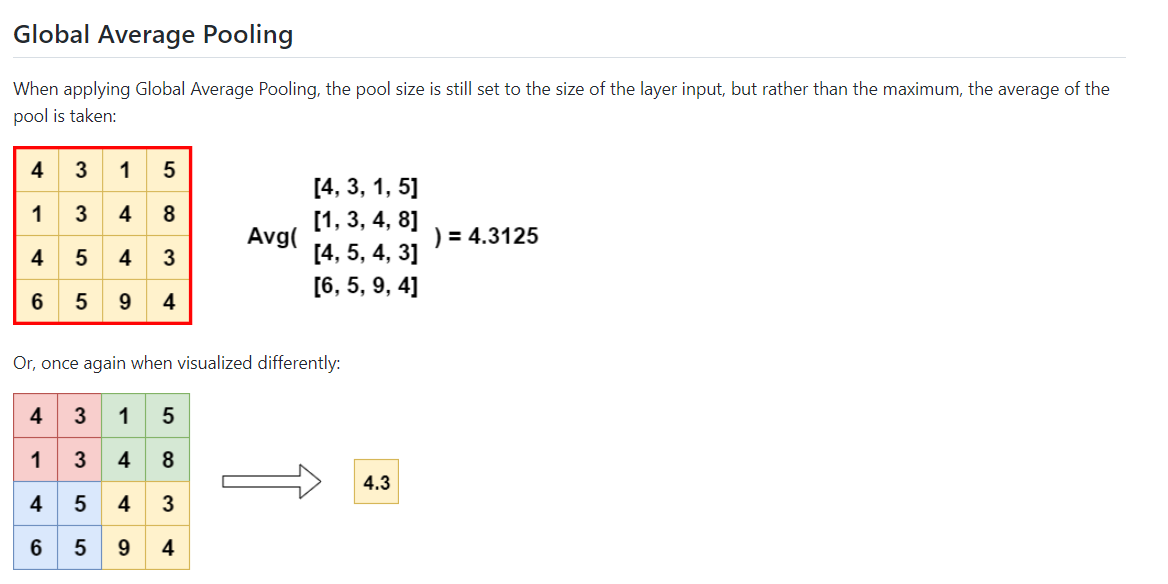 Global Average Pooling
When applying Global Average Pooling, the pool size is still set to the size of the layer input, but rather than the maximum, the average of the
pool is taken:
4 3 1 5
1 3 4 8
4 5 4 3
6 5 9 4
Avg(
[4, 3, 1, 5]
[1, 3, 4, 8]
[4, 5, 4, 3]
[6, 5, 9, 4]
) = 4.3125
Or, once again when visualized differently:
4 3 1 5
1 3 4 8
4 5 4 3
6 5 9 4
4.3